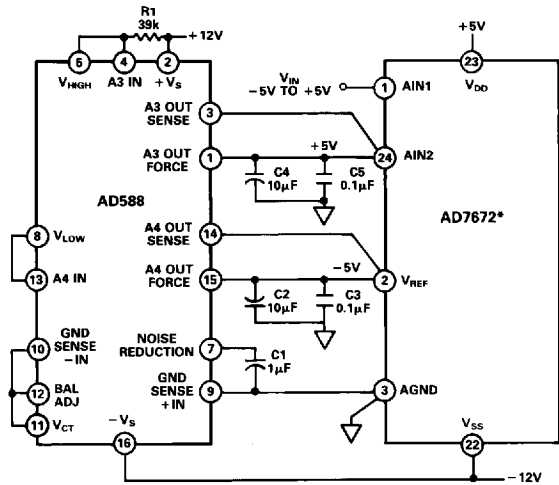 R1
39k
+12V
6
4
2
VHIGH
A3 IN
+VS
A3 OUT
SENSE
3
A3 OUT
FORCE
1
AD588
A4 OUT
SENSE
14
A4 OUT
FORCE
15
8
VLOW
13
A4 IN
10
GND
SENSE
−IN
12
BAL
ADJ
11
VCT
NOISE
REDUCTION
7
GND
SENSE
+IN
9
−VS
16
+5V
C4
10µF
C5
0.1µF
−5V
C2
10µF
C3
0.1µF
C1
1µF
VIN
−5V TO +5V
+5V
23
VDD
1
AIN1
24
AIN2
AD7672*
2
VREF
3
AGND
VSS
22
−12V